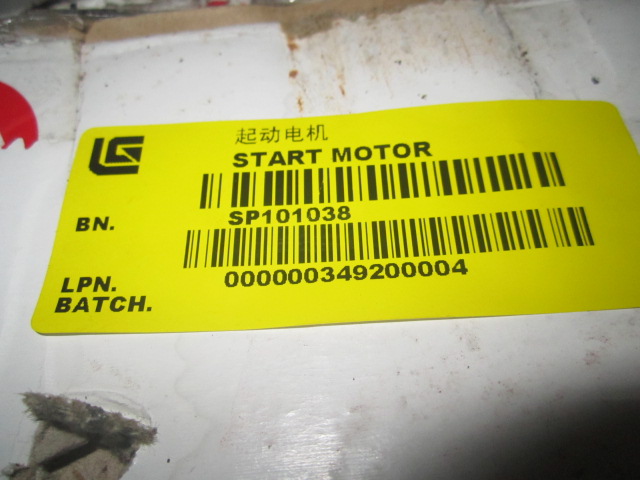 起动电机
START MOTOR
BN. SP101038
LPN. 000000349200004
BATCH.